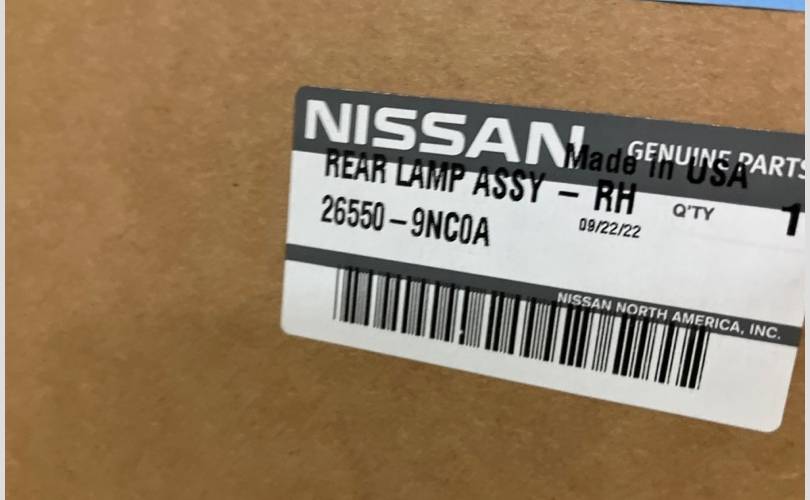 NISSAN GENUINE PARTS
Made in USA
REAR LAMP ASSY - RH
26550-9NC0A
09/22/22
Q'TY 1
NISSAN NORTH AMERICA, INC.